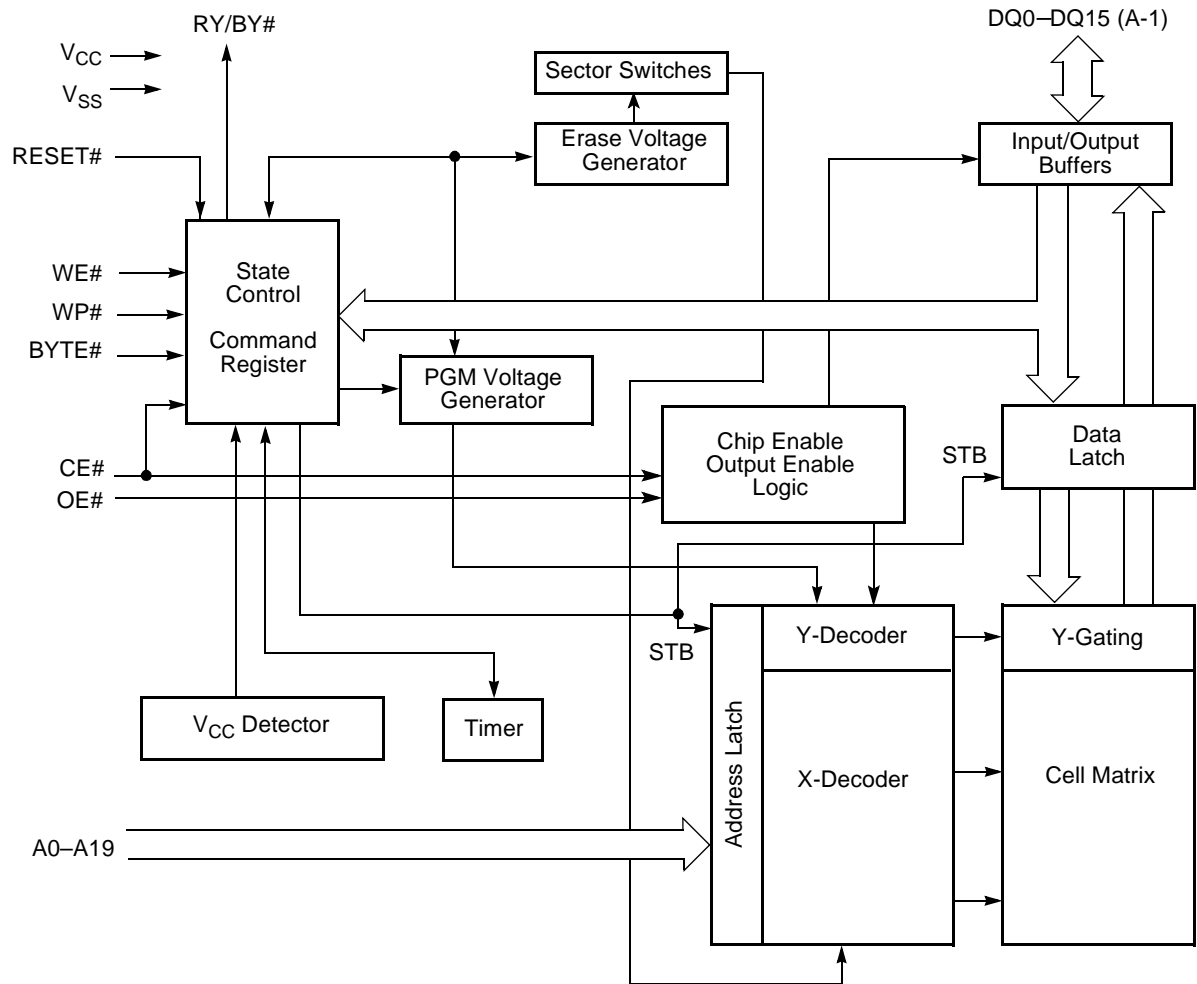 RY/BY#
DQ0–DQ15 (A-1)
VCC
VSS
Sector Switches
RESET#
Erase Voltage
Generator
Input/Output
Buffers
WE#
WP#
BYTE#
State
Control
Command
Register
PGM Voltage
Generator
CE#
OE#
Chip Enable
Output Enable
Logic
STB
Data
Latch
STB
Y-Decoder
Y-Gating
VCC Detector
Timer
Address Latch
X-Decoder
Cell Matrix
A0–A19